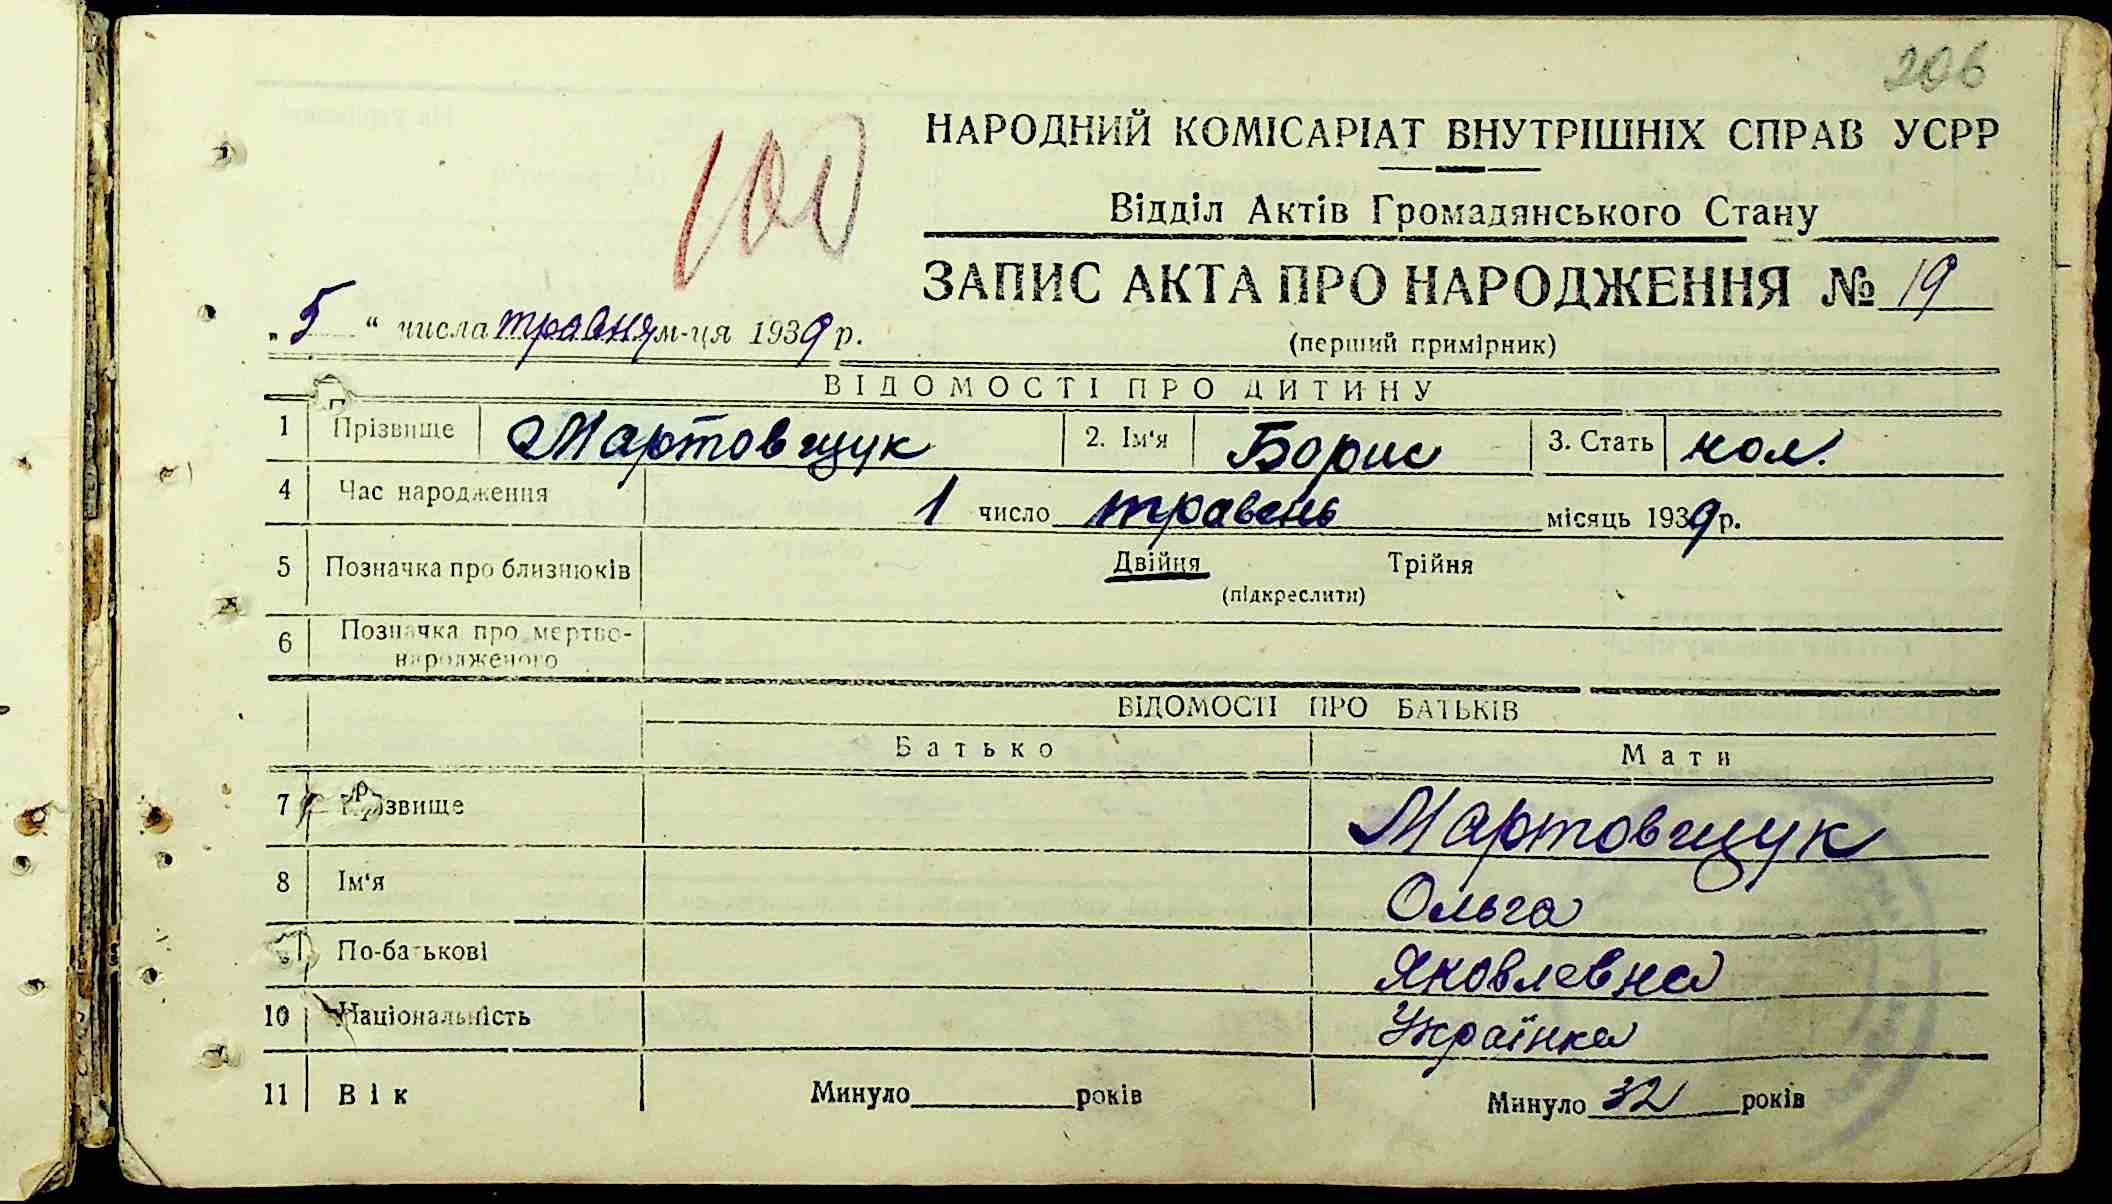 206
100
НАРОДНИЙ КОМІСАРІАТ ВНУТРІШНІХ СПРАВ УСРР
Відділ Актів Громадянського Стану
ЗАПИС АКТА ПРО НАРОДЖЕННЯ № 19
„ 5 “ числа травня м-ця 1939 р.
(перший примірник)
ВІДОМОСТІ ПРО ДИТИНУ
1 Прізвище Мартовщук 2. Ім'я Борис 3. Стать чол.
4 Час народження 1 число травень місяць 1939 р.
5 Позначка про близнюків Двійня Трійня
(підкреслити)
6 Позначка про мертво-
народженого
ВІДОМОСТІ ПРО БАТЬКІВ
Батько Мати
7 Прізвище Мартовщук
8 Ім'я Ольга
По-батькові Яковлевна
10 Національність Українка
11 Вік Минуло років Минуло 32 років